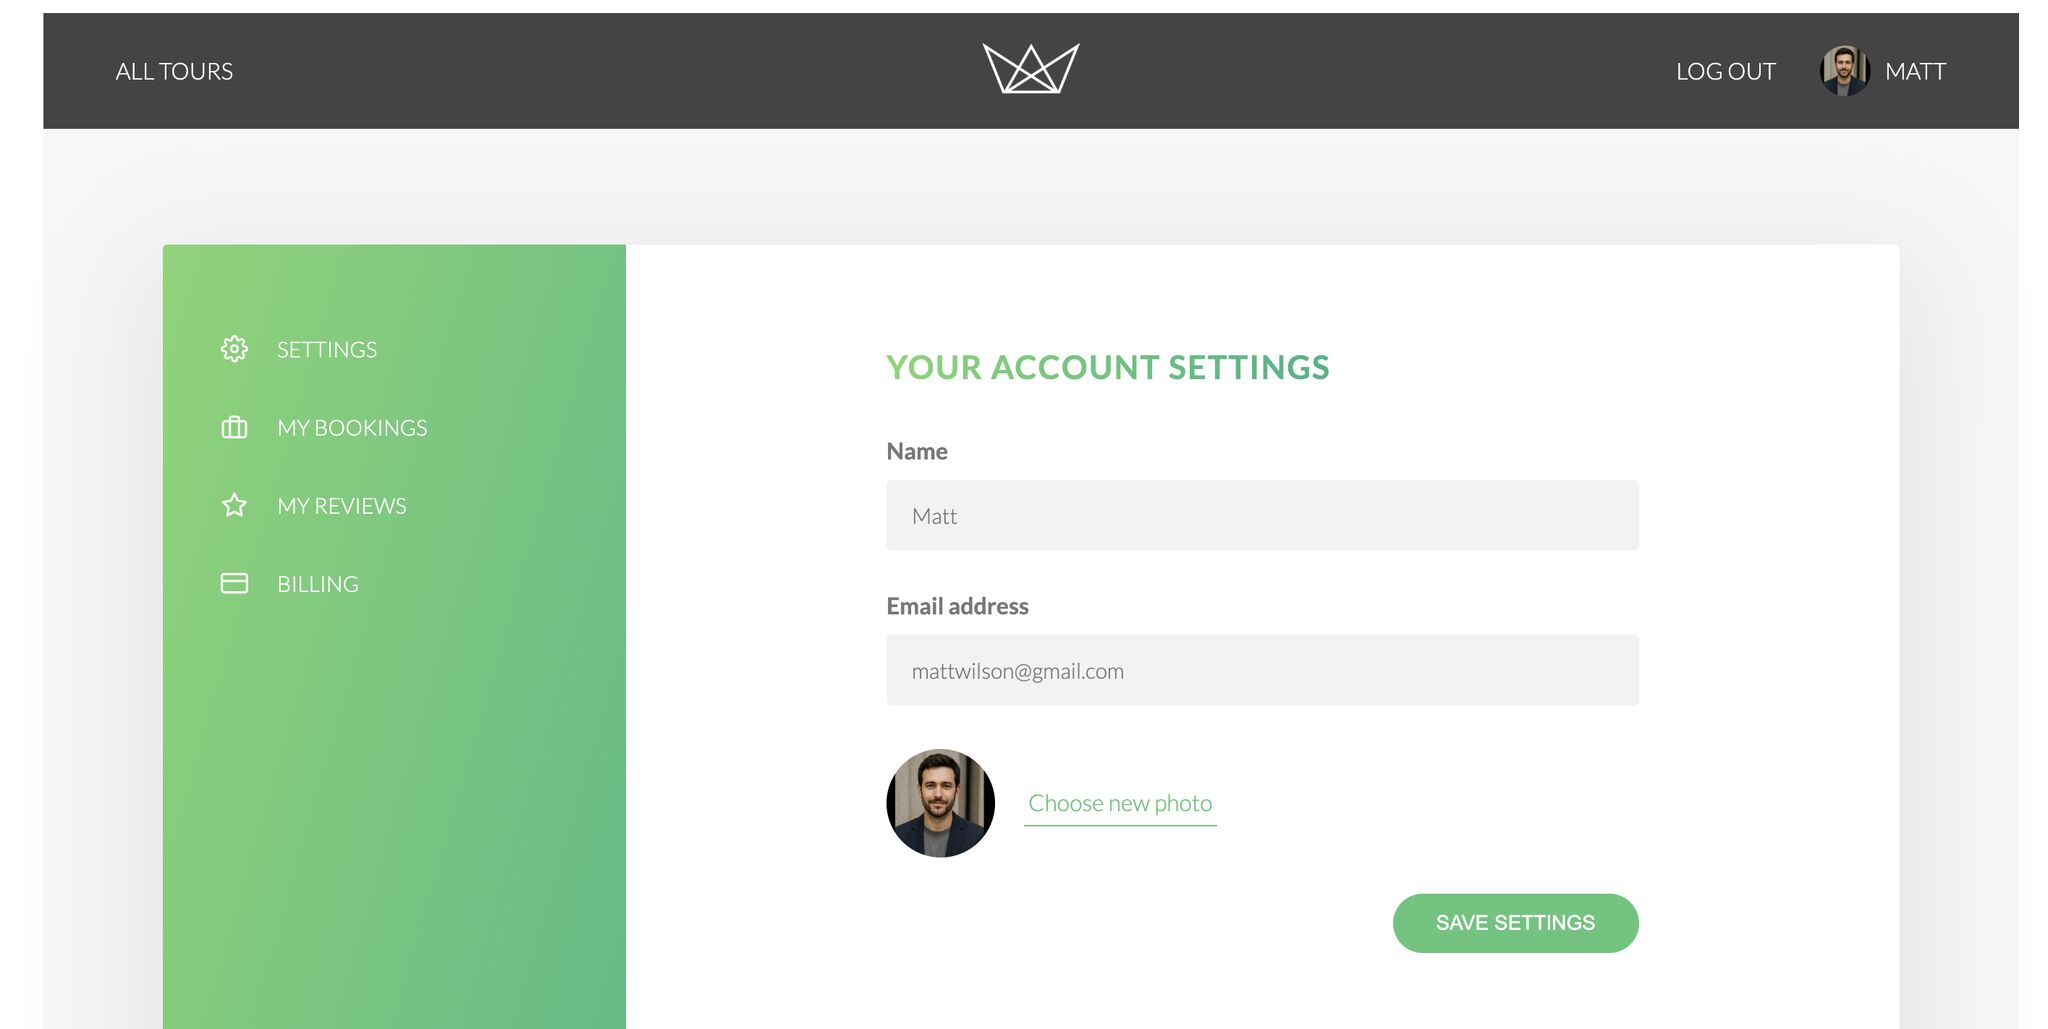 ALL TOURS
LOG OUT
MATT
SETTINGS
MY BOOKINGS
MY REVIEWS
BILLING
YOUR ACCOUNT SETTINGS
Name
Matt
Email address
mattwilson@gmail.com
Choose new photo
SAVE SETTINGS